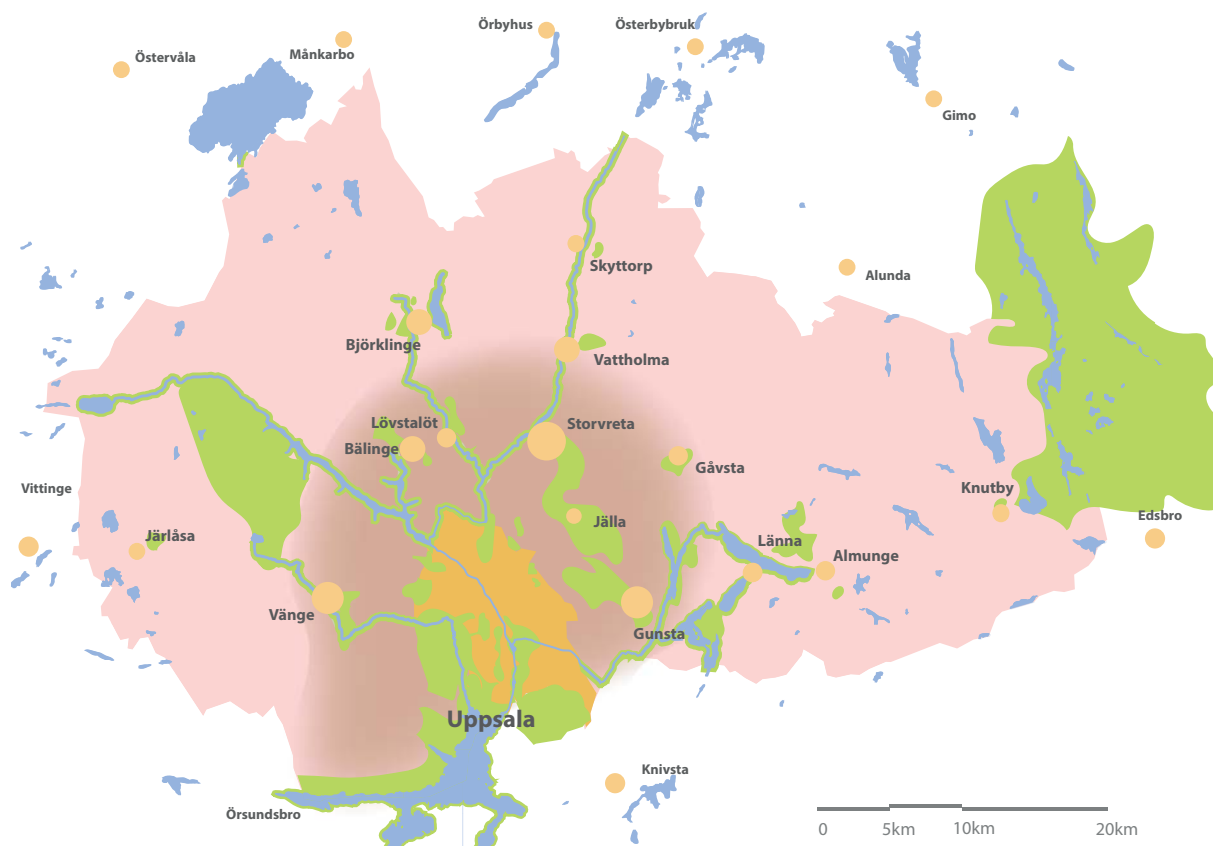 Örbyhus
Österbybruk
Östervåla
Månkarbo
Gimo
Skyttorp
Alunda
Björklinge
Vattholma
Lövstalöt
Storvreta
Bälinge
Gåvsta
Vittinge
Knutby
Edsbro
Järlåsa
Jälla
Länna
Almunge
Vänge
Gunsta
Uppsala
Knivsta
Örsundsbro
0 5km 10km 20km